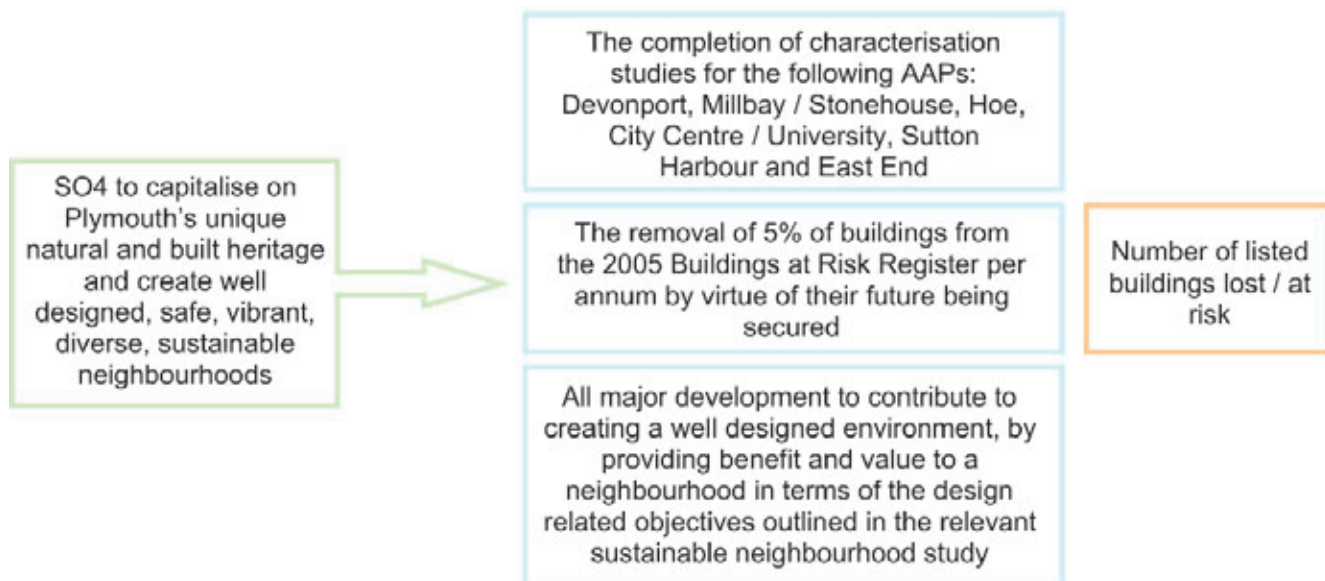 SO4 to capitalise on
Plymouth's unique
natural and built heritage
and create well
designed, safe, vibrant,
diverse, sustainable
neighbourhoods
The completion of characterisation
studies for the following AAPs:
Devonport, Millbay / Stonehouse, Hoe,
City Centre / University, Sutton
Harbour and East End
The removal of 5% of buildings from
the 2005 Buildings at Risk Register per
annum by virtue of their future being
secured
All major development to contribute to
creating a well designed environment, by
providing benefit and value to a
neighbourhood in terms of the design
related objectives outlined in the relevant
sustainable neighbourhood study
Number of listed
buildings lost / at
risk